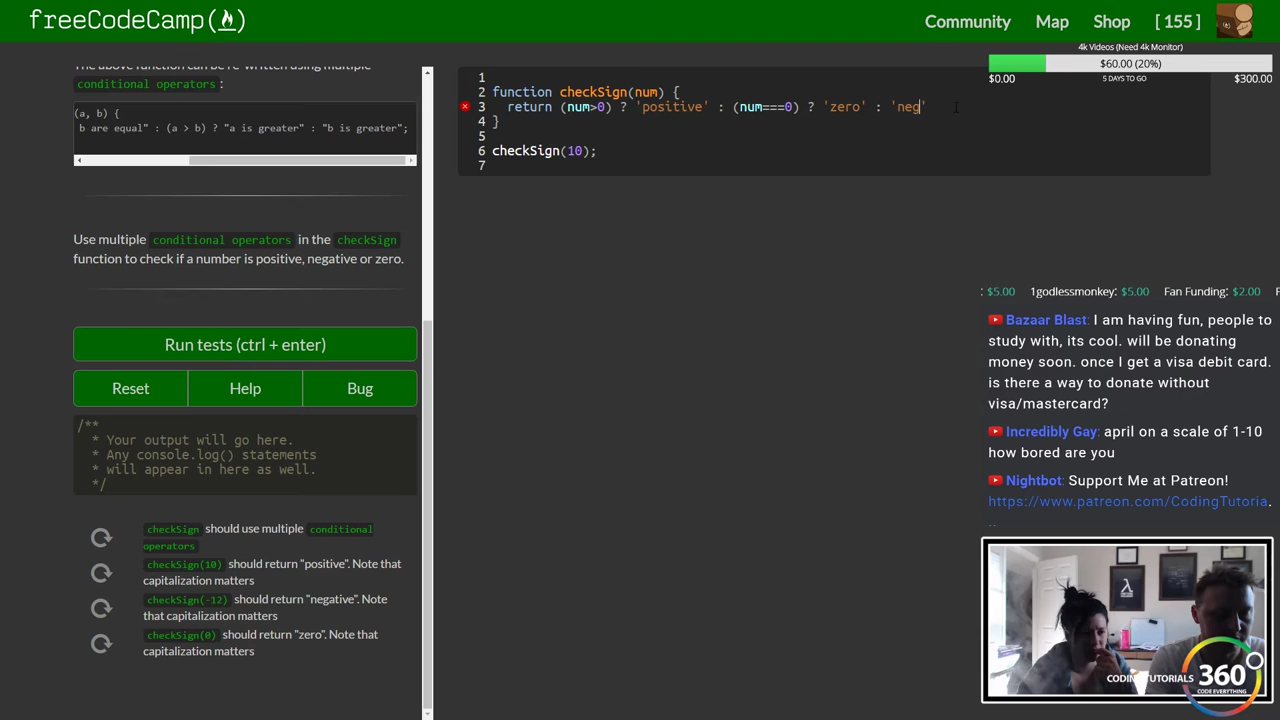 freeCodeCamp
Community
Map
Shop
[ 155 ]
The above function can be re-written using multiple
conditional operators :
(a, b) {
b are equal" : (a > b) ? "a is greater" : "b is greater";
Use multiple conditional operators in the checkSign
function to check if a number is positive, negative or zero.
Run tests (ctrl + enter)
Reset
Help
Bug
/**
* Your output will go here.
* Any console.log() statements
* will appear in here as well.
*/
checkSign should use multiple conditional
operators
checkSign(10) should return "positive". Note that
capitalization matters
checkSign(-12) should return "negative". Note
that capitalization matters
checkSign(0) should return "zero". Note that
capitalization matters
1
2 function checkSign(num) {
3 return (num>0) ? 'positive' : (num===0) ? 'zero' : 'neg'
4 }
5
6 checkSign(10);
7
4k Videos (Need 4k Monitor)
$60.00 (20%)
$0.00
5 DAYS TO GO
$300.00
: $5.00 1godlessmonkey: $5.00 Fan Funding: $2.00
Bazaar Blast: I am having fun, people to
study with, its cool. will be donating
money soon. once I get a visa debit card.
is there a way to donate without
visa/mastercard?
Incredibly Gay: april on a scale of 1-10
how bored are you
Nightbot: Support Me at Patreon!
https://www.patreon.com/CodingTutoria.
..
CODING TUTORIALS
360°
CODE EVERYTHING